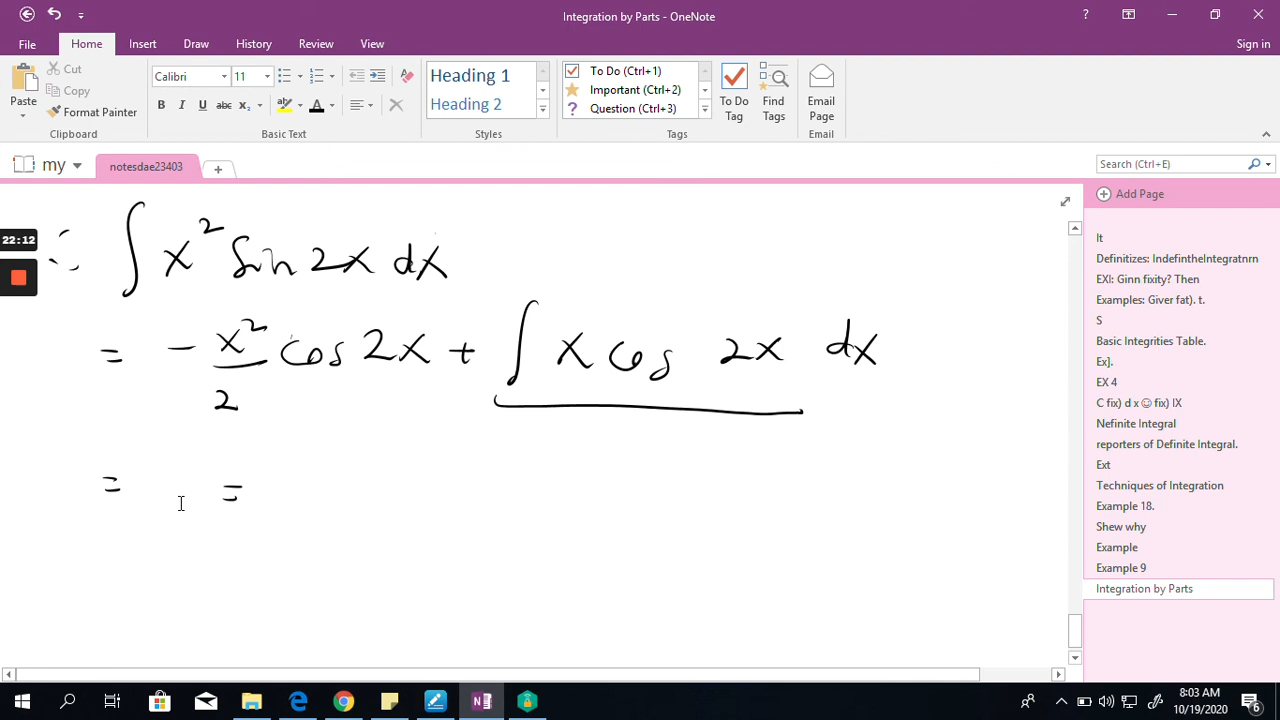 Integration by Parts - OneNote
?
File Home Insert Draw History Review View Sign in
Paste
Cut
Copy
Format Painter
Clipboard
Calibri 11
B I U abc x₂
A
Basic Text
Heading 1
Heading 2
Styles
To Do (Ctrl+1)
Important (Ctrl+2)
? Question (Ctrl+3)
Tags
To Do Tag
Find Tags
Email Page
Email
my
notesdae23403
Search (Ctrl+E)
Add Page
22:12
∴ ∫ x² sin 2x dx
= - x²/2 cos 2x + ∫ x cos 2x dx
= =
It
Definitizes: IndefintheIntegratnrn
EXI: Ginn fixity? Then
Examples: Giver fat). t.
S
Basic Integrities Table.
Ex].
EX 4
C fix) d x ☺ fix) IX
Nefinite Integral
reporters of Definite Integral.
Ext
Techniques of Integration
Example 18.
Shew why
Example
Example 9
Integration by Parts
8:03 AM
10/19/2020
6